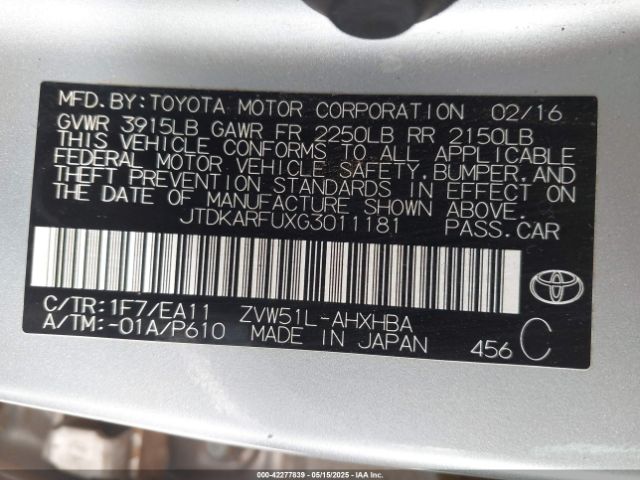 MFD.BY:TOYOTA MOTOR CORPORATION 02/16
GVWR 3915LB GAWR FR 2250LB RR 2150LB
THIS VEHICLE CONFORMS TO ALL APPLICABLE
FEDERAL MOTOR VEHICLE SAFETY.BUMPER.AND
THEFT PREVENTION STANDARDS IN EFFECT ON
THE DATE OF MANUFACTURE SHOWN ABOVE.
JTDKARFUXG3011181 PASS.CAR
TOYOTA
C/TR:1F7/EA11 ZVW51L-AHXHBA
A/TM:-01A/P610 MADE IN JAPAN 456 C
000-42277839 - 05/15/2025 - IAAI.COM